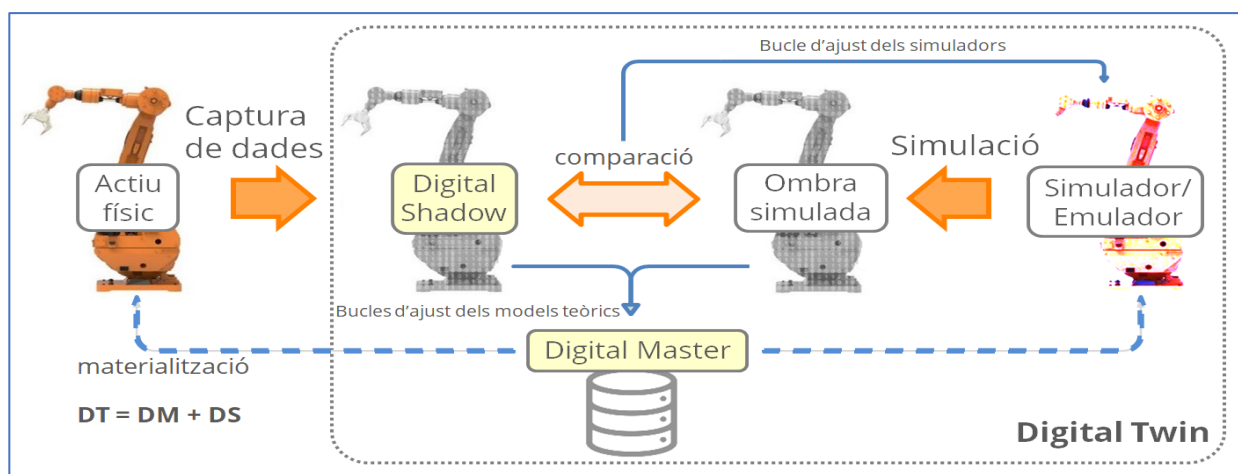 Bucle d'ajust dels simuladors
Captura
de dades
comparació
Simulació
Actiu
físic
Digital
Shadow
Ombra
simulada
Simulador/
Emulador
Bucles d'ajust dels models teòrics
Digital Master
materialització
DT = DM + DS
Digital Twin